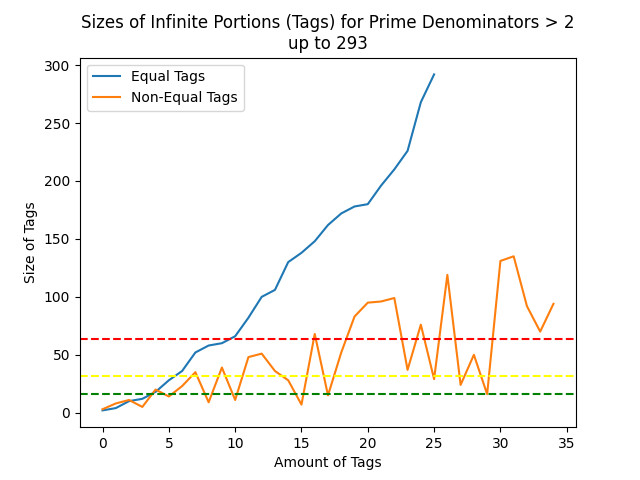 Sizes of Infinite Portions (Tags) for Prime Denominators > 2
up to 293
Equal Tags
Non-Equal Tags
Size of Tags
300
250
200
150
100
50
0
0 5 10 15 20 25 30 35
Amount of Tags